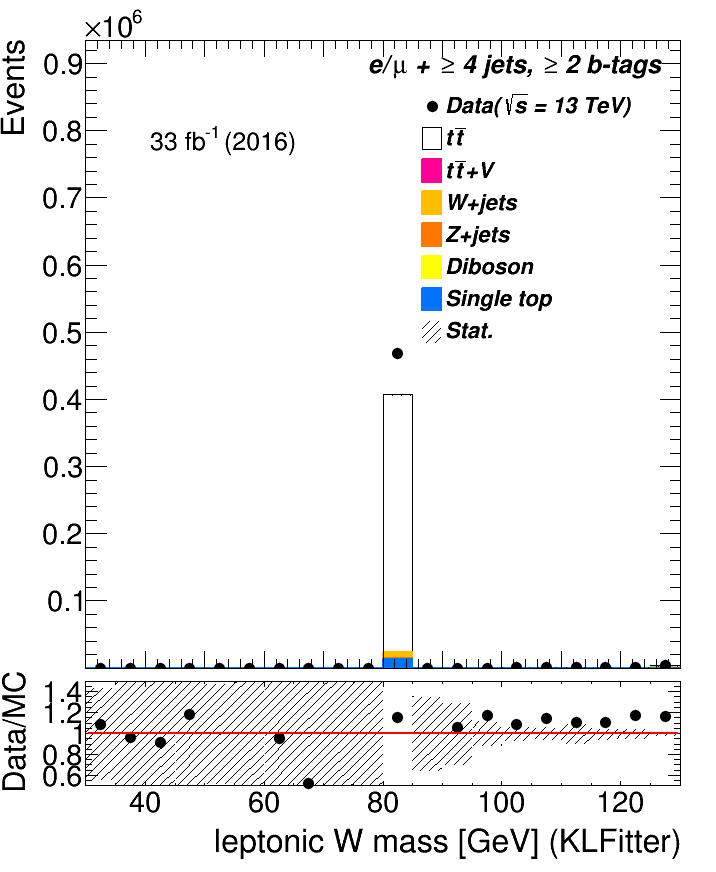 ×10⁶
Events
0.9
0.8
0.7
0.6
0.5
0.4
0.3
0.2
0.1
e/μ + ≥ 4 jets, ≥ 2 b-tags
33 fb⁻¹ (2016)
Data(√s = 13 TeV)
tt̅
tt̅+V
W+jets
Z+jets
Diboson
Single top
Stat.
Data/MC
1.4
1.2
1
0.8
0.6
40 60 80 100 120
leptonic W mass [GeV] (KLFitter)